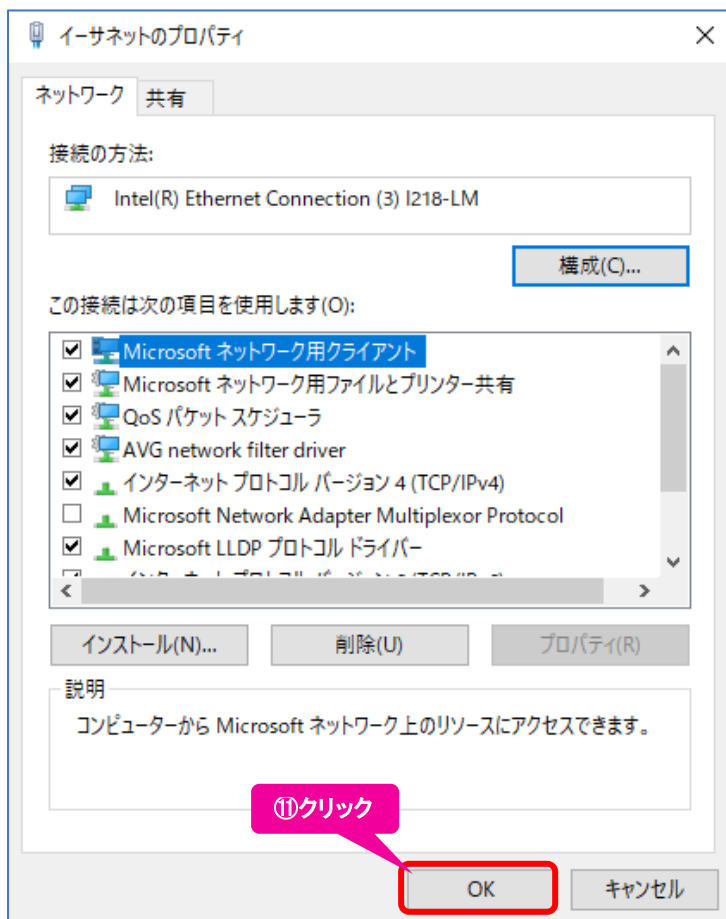 イーサネットのプロパティ
ネットワーク 共有
接続の方法:
Intel(R) Ethernet Connection (3) I218-LM
構成(C)...
この接続は次の項目を使用します(O):
Microsoft ネットワーク用クライアント
Microsoft ネットワーク用ファイルとプリンター共有
QoS パケット スケジューラ
AVG network filter driver
インターネット プロトコル バージョン 4 (TCP/IPv4)
Microsoft Network Adapter Multiplexor Protocol
Microsoft LLDP プロトコル ドライバー
インストール(N)... 削除(U) プロパティ(R)
説明
コンピューターから Microsoft ネットワーク上のリソースにアクセスできます。
⑪クリック
OK キャンセル